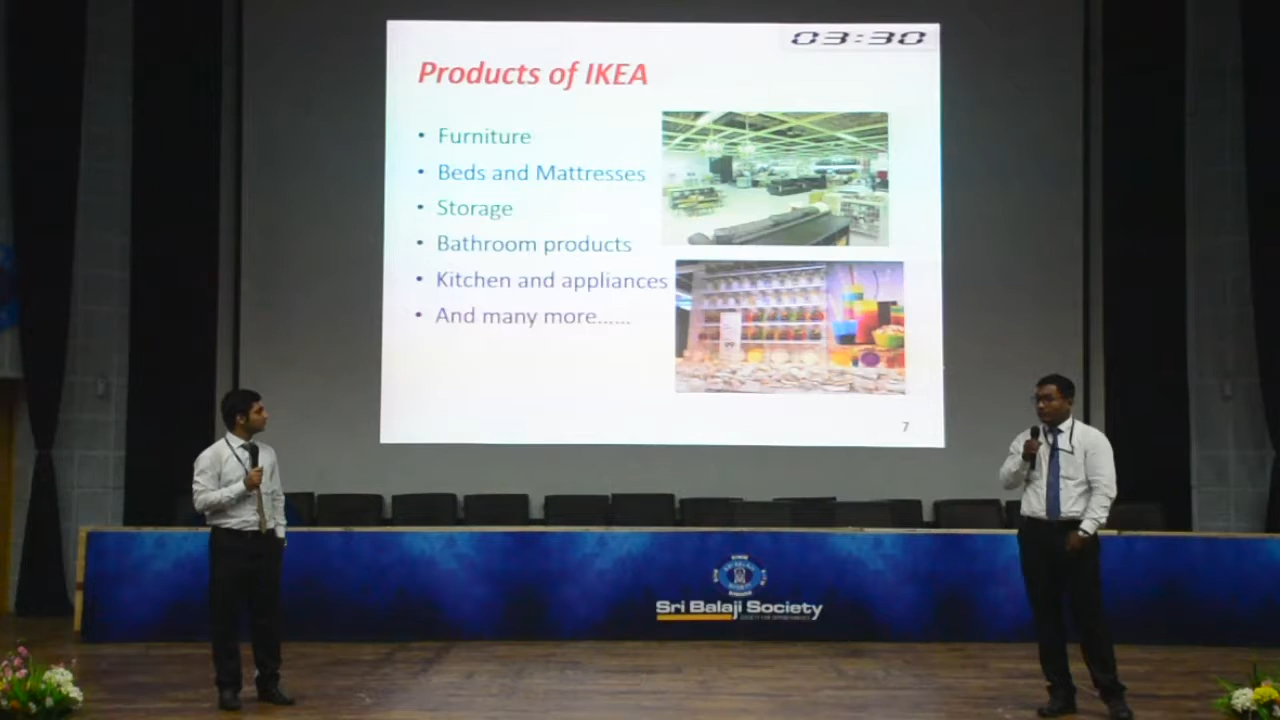 03:30
Products of IKEA
• Furniture
• Beds and Mattresses
• Storage
• Bathroom products
• Kitchen and appliances
• And many more......
7
Sri Balaji Society